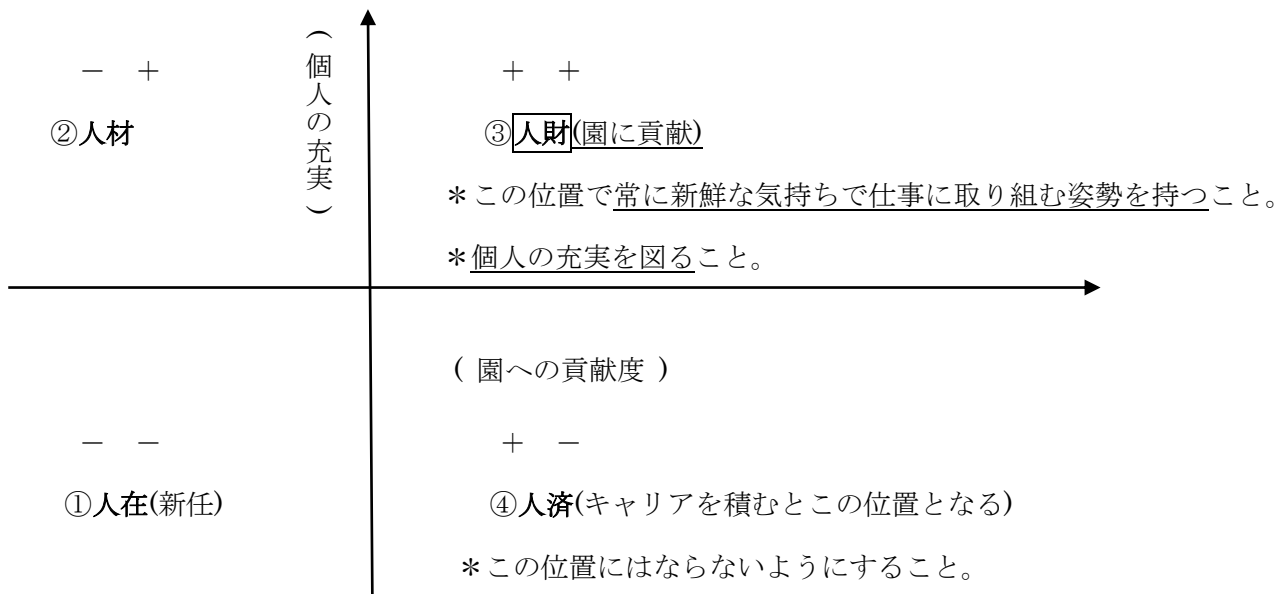 (個人の充実)
－　＋
＋　＋
②人材
③人財(園に貢献)
＊この位置で常に新鮮な気持ちで仕事に取り組む姿勢を持つこと。
＊個人の充実を図ること。
( 園への貢献度 )
－　－
＋　－
①人在(新任)
④人済(キャリアを積むとこの位置となる)
＊この位置にはならないようにすること。